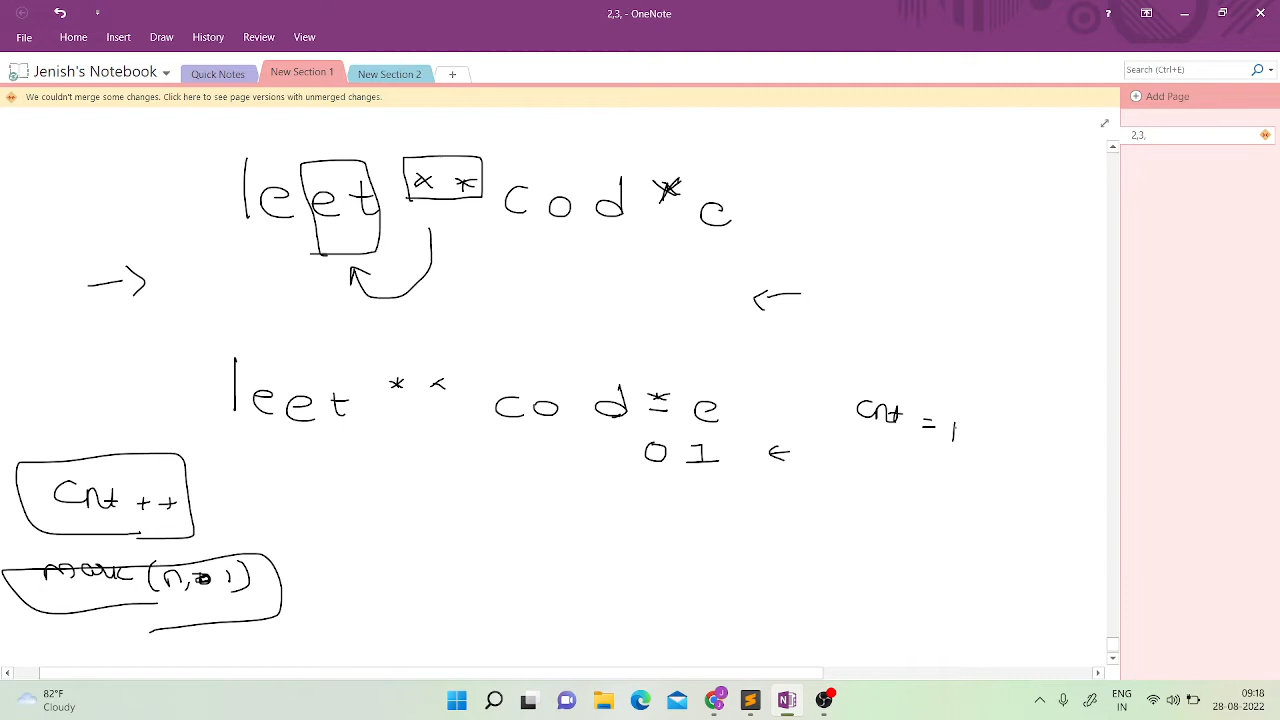 2,3, - OneNote
File Home Insert Draw History Review View
Jenish's Notebook Quick Notes New Section 1 New Section 2 +
Search (Ctrl+E)
We couldn't merge some changes. Click here to see page versions with unmerged changes.
Add Page
2,3,
leet ** cod*e
leet ** cod*e
cnt = 1
0 1
Cnt ++
mark (n, 1)
82°F
Cloudy
ENG
IN
09:18
28-08-2022